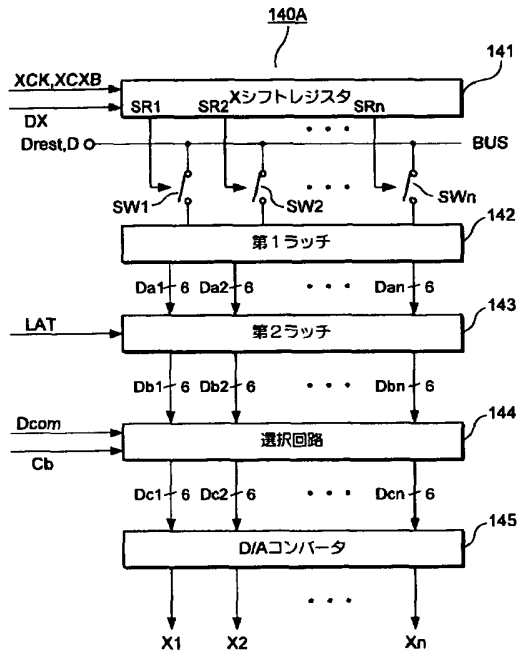 140A
141
XCK,XCXB
SR1 SR2 SRn
Xシフトレジスタ
DX
• • •
Drest,D
BUS
SW1 SW2 • • • SWn
142
第1ラッチ
Da1 6 Da2 6 • • • Dan 6
143
LAT
第2ラッチ
Db1 6 Db2 6 • • • Dbn 6
144
Dcom
選択回路
Cb
Dc1 6 Dc2 6 • • • Dcn 6
145
D/Aコンバータ
• • •
X1 X2 Xn